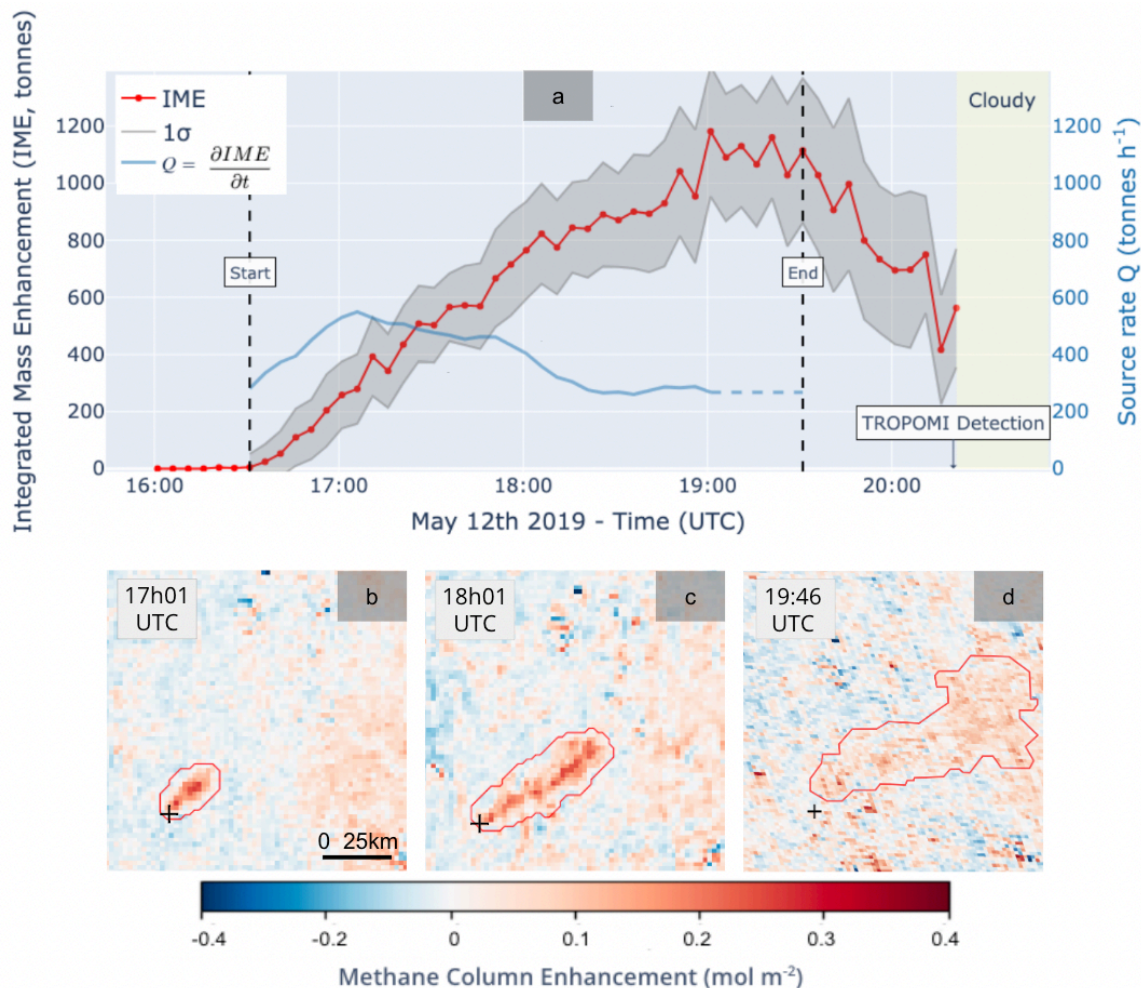 Integrated Mass Enhancement (IME, tonnes)
IME
1σ
Q = ∂IME / ∂t
a
Cloudy
Start
End
TROPOMI Detection
1200
1000
800
600
400
200
0
1200
1000
800
600
400
200
0
Source rate Q (tonnes h⁻¹)
16:00 17:00 18:00 19:00 20:00
May 12th 2019 - Time (UTC)
17h01
UTC
b
0 25km
18h01
UTC
c
19:46
UTC
d
-0.4 -0.2 0 0.1 0.2 0.3 0.4
Methane Column Enhancement (mol m⁻²)